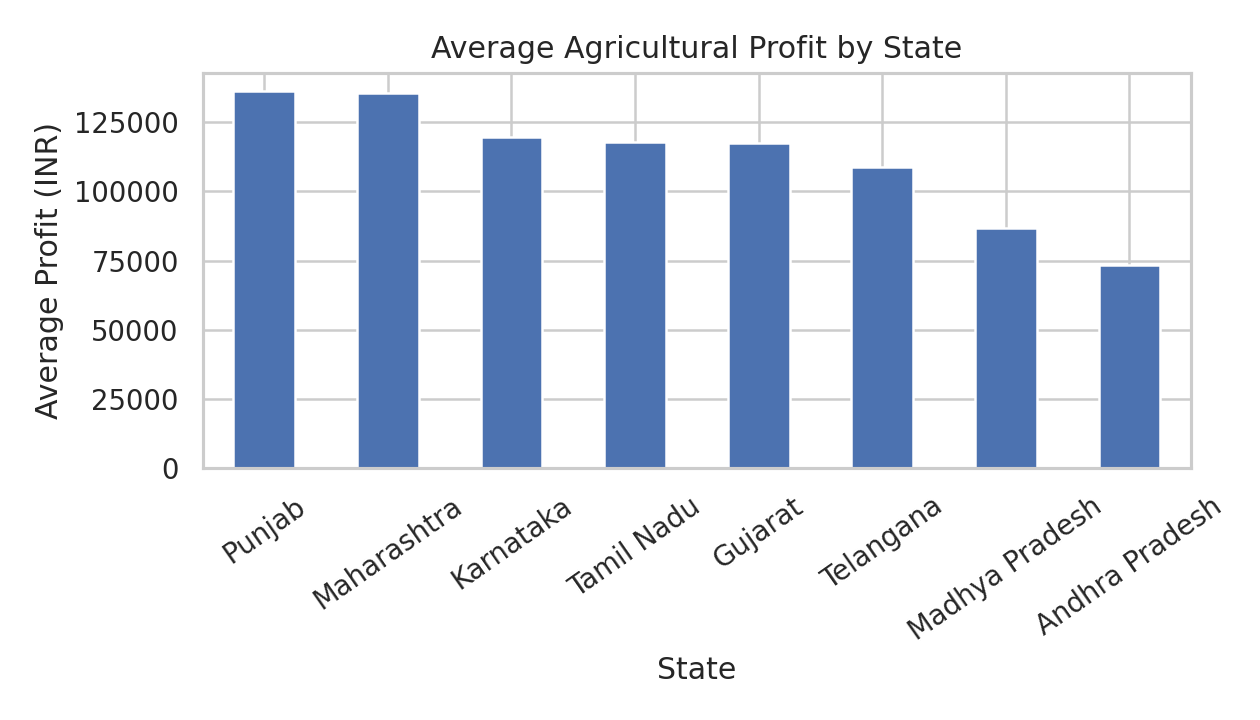 Average Agricultural Profit by State
Average Profit (INR)
125000
100000
75000
50000
25000
0
Punjab
Maharashtra
Karnataka
Tamil Nadu
Gujarat
Telangana
Madhya Pradesh
Andhra Pradesh
State